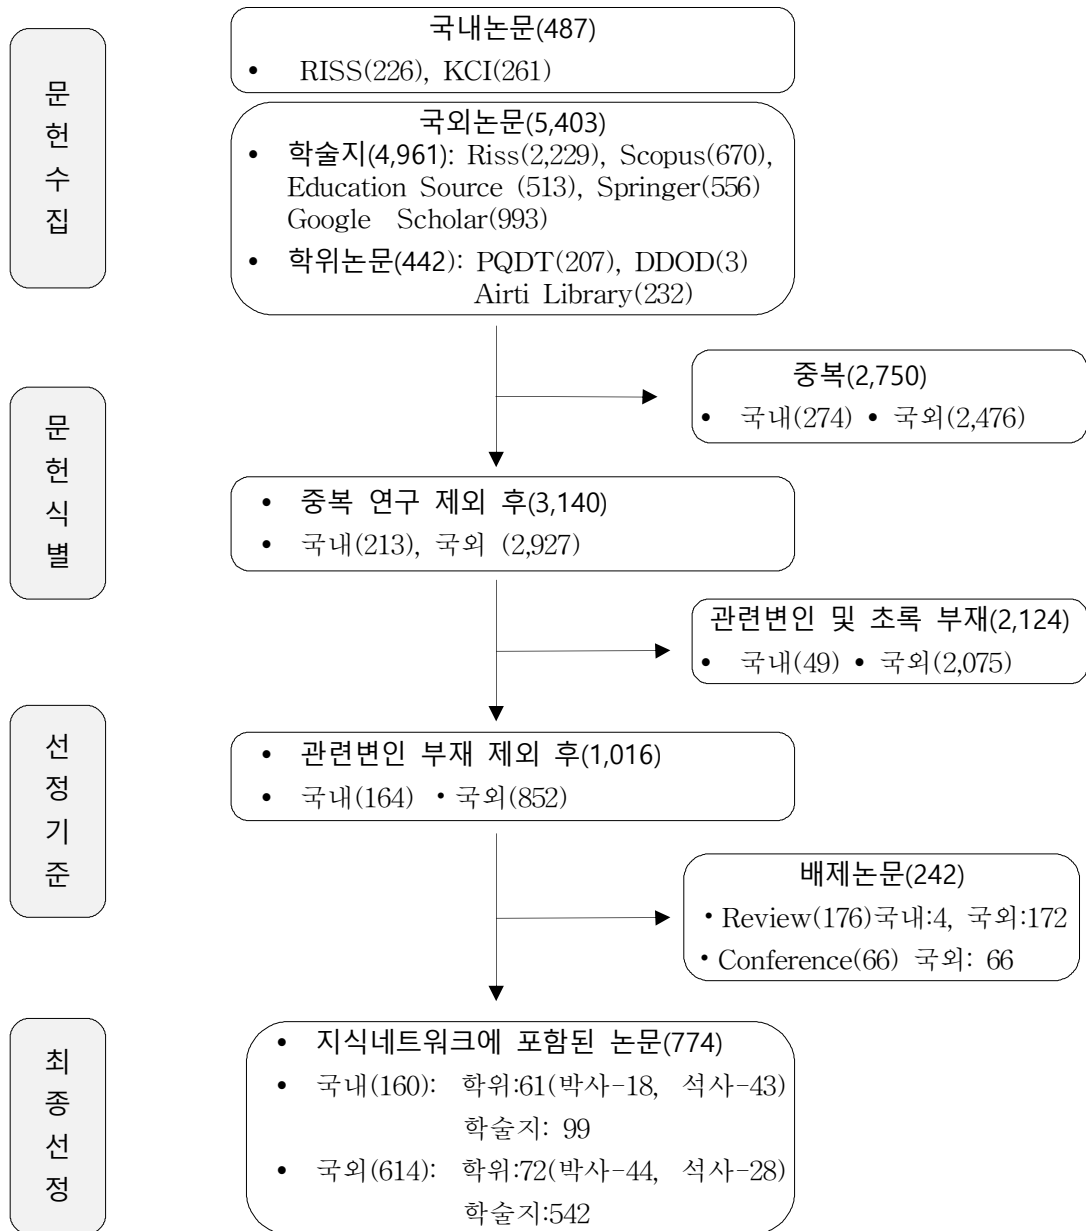 문헌수집
국내논문(487)
• RISS(226), KCI(261)
국외논문(5,403)
• 학술지(4,961): Riss(2,229), Scopus(670),
Education Source (513), Springer(556)
Google Scholar(993)
• 학위논문(442): PQDT(207), DDOD(3)
Airti Library(232)
문헌식별
중복(2,750)
• 국내(274) • 국외(2,476)
• 중복 연구 제외 후(3,140)
• 국내(213), 국외 (2,927)
관련변인 및 초록 부재(2,124)
• 국내(49) • 국외(2,075)
선정기준
• 관련변인 부재 제외 후(1,016)
• 국내(164) ・국외(852)
배제논문(242)
・Review(176)국내:4, 국외:172
・Conference(66) 국외: 66
최종선정
• 지식네트워크에 포함된 논문(774)
• 국내(160): 학위:61(박사-18, 석사-43)
학술지: 99
• 국외(614): 학위:72(박사-44, 석사-28)
학술지:542